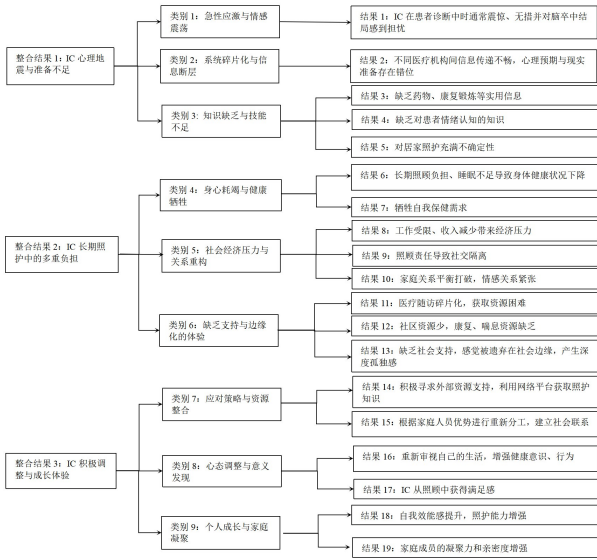 整合结果 1：IC 心理地
震与准备不足
类别 1：急性应激与情感
震荡
结果 1：IC 在患者诊断中时通常震惊、无措并对脑卒中结
局感到担忧
类别 2：系统碎片化与信
息断层
结果 2：不同医疗机构间信息传递不畅，心理预期与现实
准备存在错位
类别 3: 知识缺乏与技能
不足
结果 3：缺乏药物、康复锻炼等实用信息
结果 4：缺乏对患者情绪认知的知识
结果 5：对居家照护充满不确定性
整合结果 2：IC 长期照
护中的多重负担
类别 4：身心耗竭与健康
牺牲
结果 6：长期照顾负担、睡眠不足导致身体健康状况下降
结果 7：牺牲自我保健需求
类别 5：社会经济压力与
关系重构
结果 8：工作受限、收入减少带来经济压力
结果 9：照顾责任导致社交隔离
结果 10：家庭关系平衡打破，情感关系紧张
类别 6：缺乏支持与边缘
化的体验
结果 11：医疗随访碎片化，获取资源困难
结果 12：社区资源少，康复、喘息资源缺乏
结果 13：缺乏社会支持，感觉被遗弃在社会边缘，产生深
度孤独感
整合结果 3：IC 积极调
整与成长体验
类别 7：应对策略与资源
整合
结果 14：积极寻求外部资源支持，利用网络平台获取照护
知识
结果 15：根据家庭人员优势进行重新分工，建立社会联系
类别 8：心态调整与意义
发现
结果 16：重新审视自己的生活，增强健康意识、行为
结果 17：IC 从照顾中获得满足感
类别 9：个人成长与家庭
凝聚
结果 18：自我效能感提升，照护能力增强
结果 19：家庭成员的凝聚力和亲密度增强